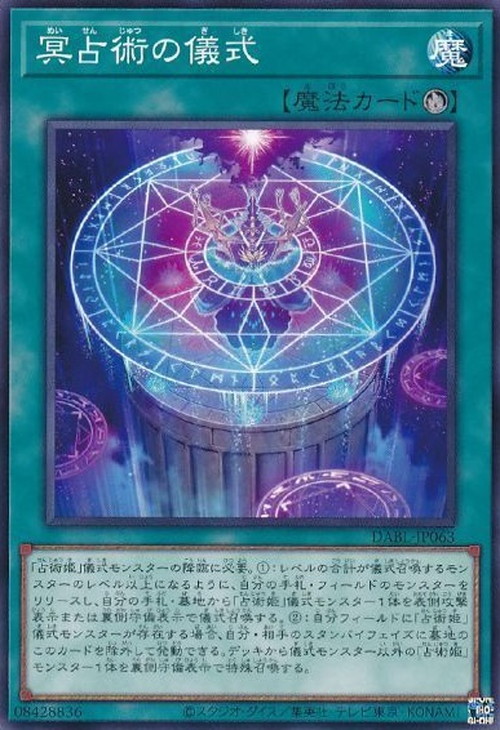 冥占術の儀式
めい せん じゅつ ぎ しき
魔
【魔法カード】
DABL-JP063
「占術姫」儀式モンスターの降臨に必要。①：レベルの合計が儀式召喚するモ
ンスターのレベル以上になるように、自分の手札・フィールドのモンスターを
リリースし、自分の手札・墓地から「占術姫」儀式モンスター1体を表側攻撃
表示または裏側守備表示で儀式召喚する。②：自分フィールドに「占術姫」
儀式モンスターが存在する場合、自分・相手のスタンバイフェイズに墓地の
このカードを除外して発動できる。デッキから儀式モンスター以外の「占術姫」
モンスター1体を裏側守備表示で特殊召喚する。
08428836
©スタジオ・ダイス／集英社・テレビ東京・KONAMI